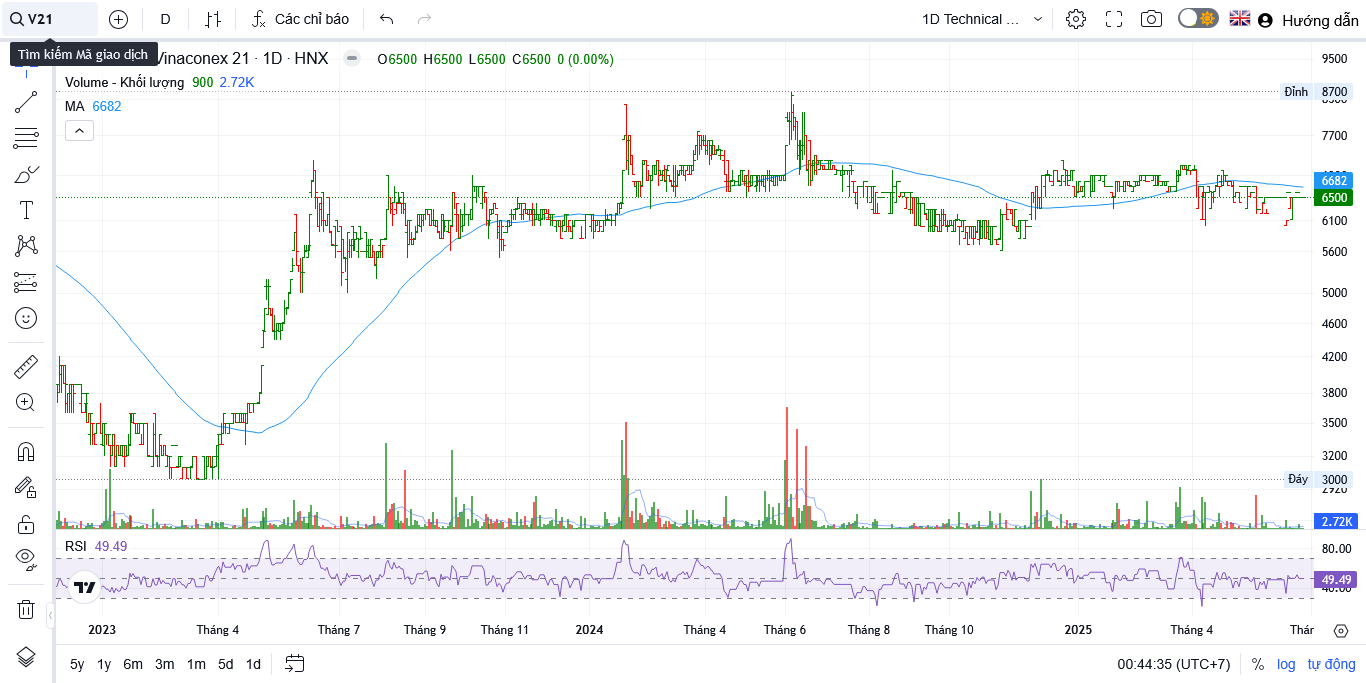 V21
D
Các chỉ báo
1D Technical ...
Hướng dẫn
Tìm kiếm Mã giao dịch
Vinaconex 21 · 1D · HNX
O6500 H6500 L6500 C6500 0 (0.00%)
Volume - Khối lượng 900 2.72K
MA 6682
9500
Đỉnh 8700
7700
6682
6500
6100
5600
5000
4600
4200
3800
3500
3200
Đáy 3000
2920
2.72K
RSI 49.49
80.00
49.49
40.00
2023 Tháng 4 Tháng 7 Tháng 9 Tháng 11 2024 Tháng 4 Tháng 6 Tháng 8 Tháng 10 2025 Tháng 4 Thár
5y 1y 6m 3m 1m 5d 1d
00:44:35 (UTC+7) % log tự động